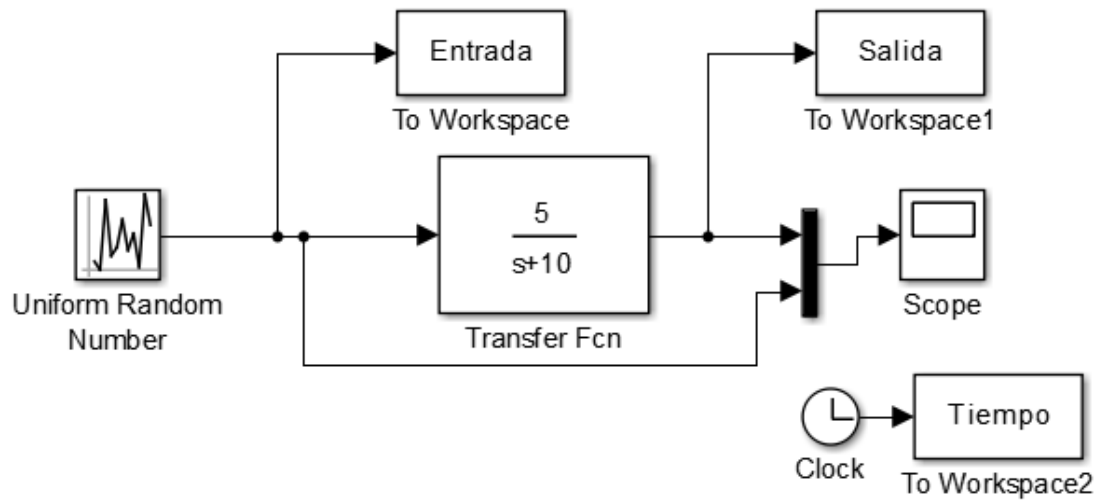 Entrada
To Workspace
Salida
To Workspace1
Uniform Random
Number
5
s+10
Transfer Fcn
Scope
Clock
Tiempo
To Workspace2